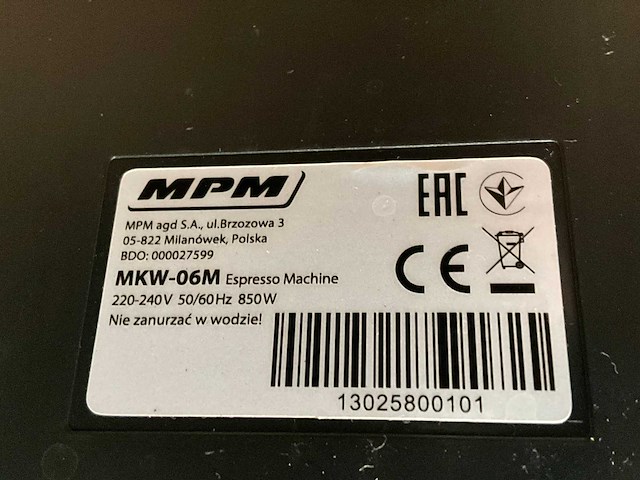 MPM
MPM agd S.A., ul.Brzozowa 3
05-822 Milanówek, Polska
BDO: 000027599
MKW-06M Espresso Machine
220-240V 50/60Hz 850W
Nie zanurzać w wodzie!
EAC
CE
13025800101